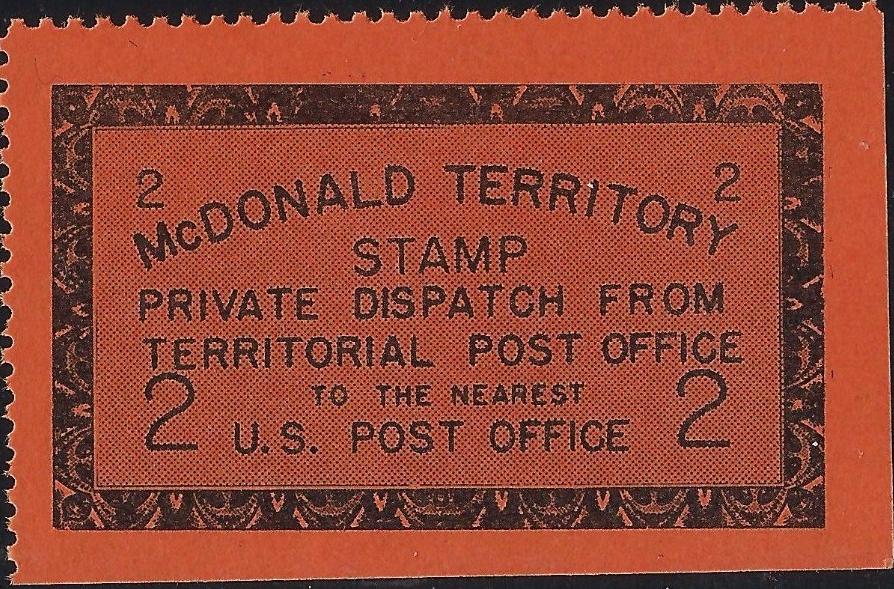 2 2
McDONALD TERRITORY
STAMP
PRIVATE DISPATCH FROM
TERRITORIAL POST OFFICE
2 TO THE NEAREST 2
U.S. POST OFFICE